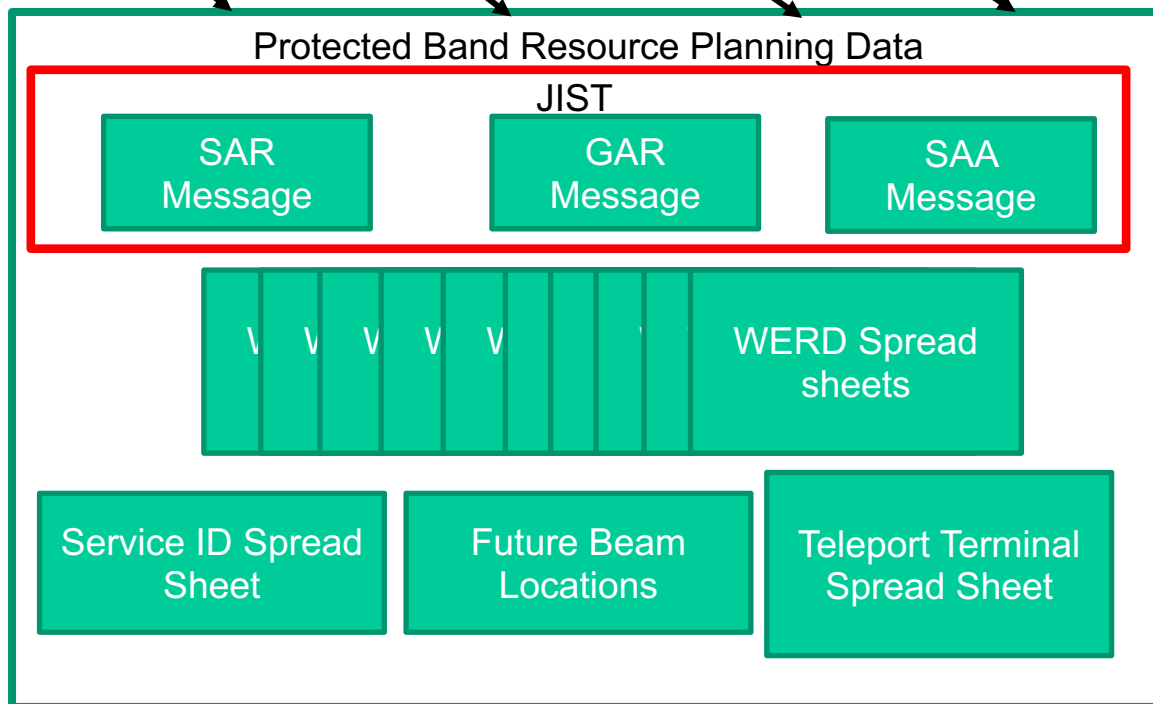 Protected Band Resource Planning Data
JIST
SAR
Message
GAR
Message
SAA
Message
WERD Spread
sheets
Service ID Spread
Sheet
Future Beam
Locations
Teleport Terminal
Spread Sheet